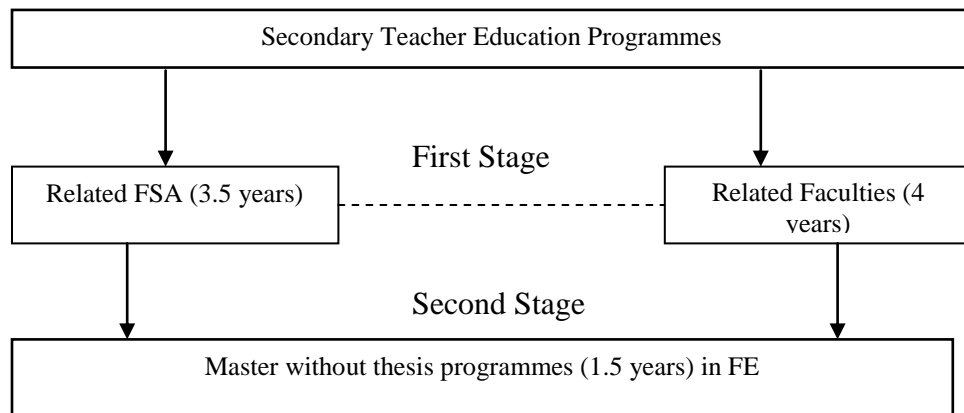 Secondary Teacher Education Programmes
First Stage
Related FSA (3.5 years)
Related Faculties (4
years)
Second Stage
Master without thesis programmes (1.5 years) in FE